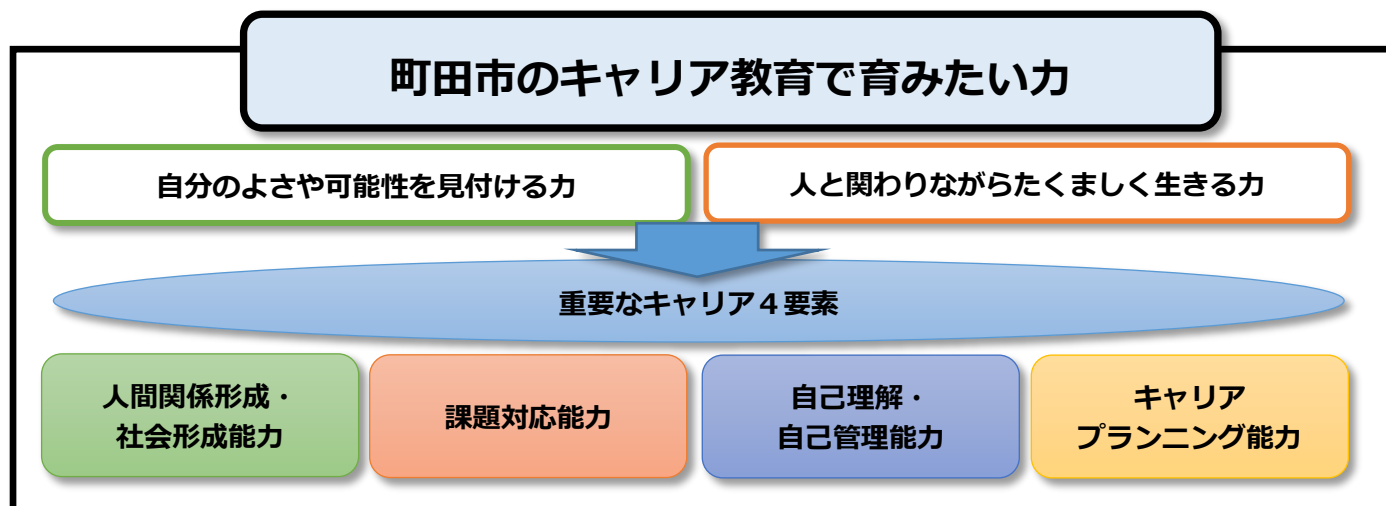 町田市のキャリア教育で育みたい力
自分のよさや可能性を見付ける力
人と関わりながらたくましく生きる力
重要なキャリア４要素
人間関係形成・
社会形成能力
課題対応能力
自己理解・
自己管理能力
キャリア
プランニング能力